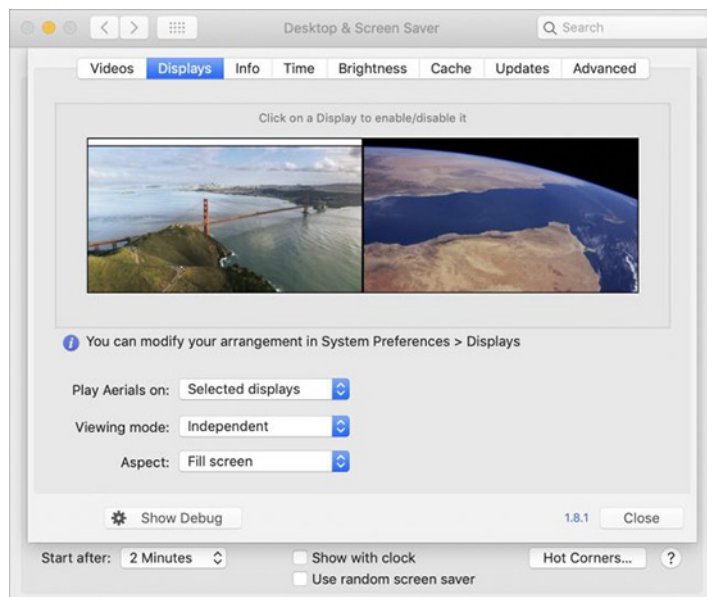 Desktop & Screen Saver
Search
Videos Displays Info Time Brightness Cache Updates Advanced
Click on a Display to enable/disable it
You can modify your arrangement in System Preferences > Displays
Play Aerials on: Selected displays
Viewing mode: Independent
Aspect: Fill screen
Show Debug 1.8.1 Close
Start after: 2 Minutes Show with clock Hot Corners... ?
Use random screen saver